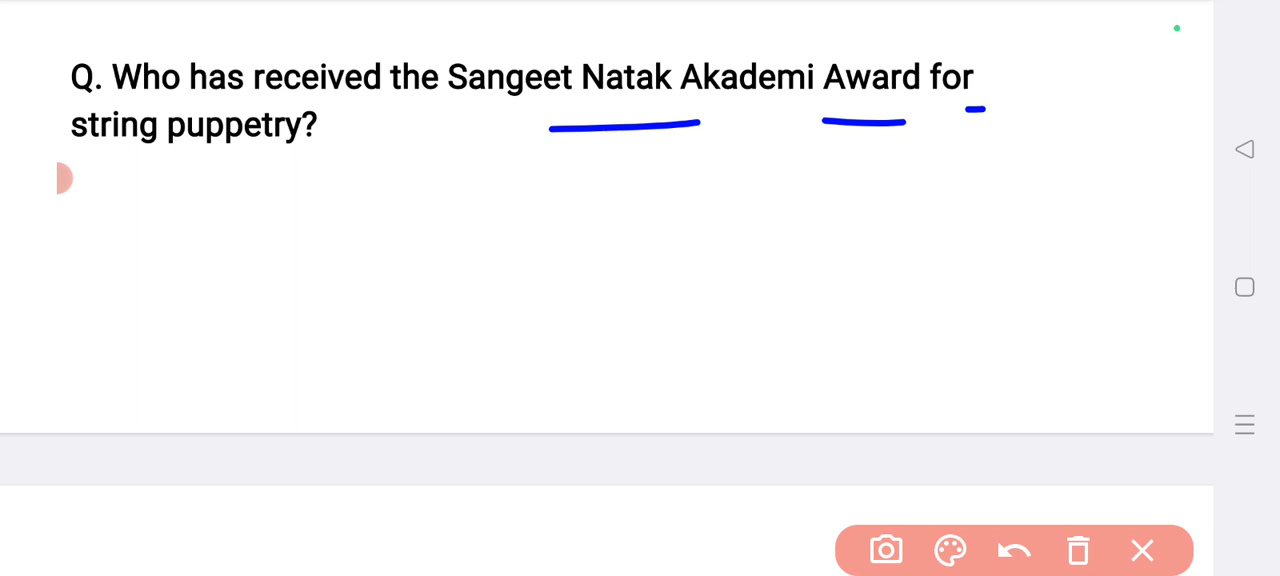 Q. Who has received the Sangeet Natak Akademi Award for
string puppetry?